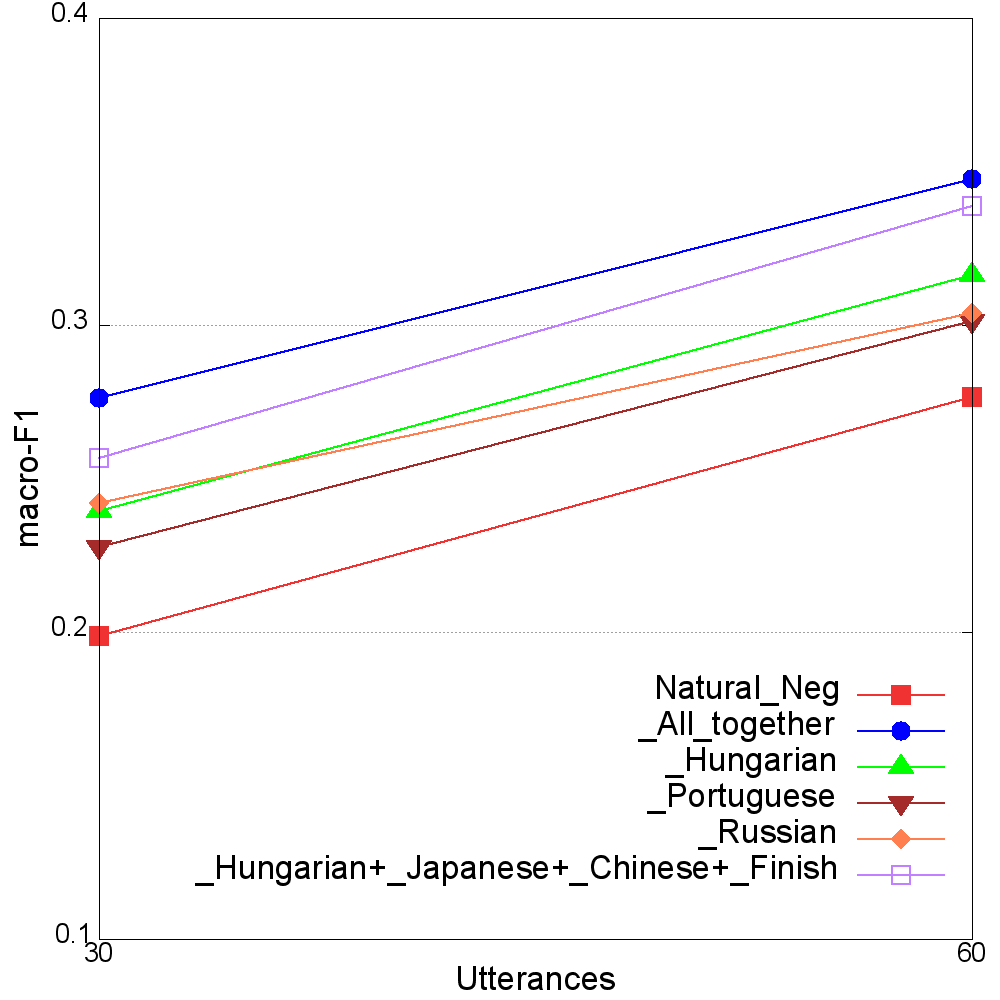 0.4
0.3
0.2
0.1
macro-F1
30
60
Utterances
Natural_Neg
_All_together
_Hungarian
_Portuguese
_Russian
_Hungarian+_Japanese+_Chinese+_Finish